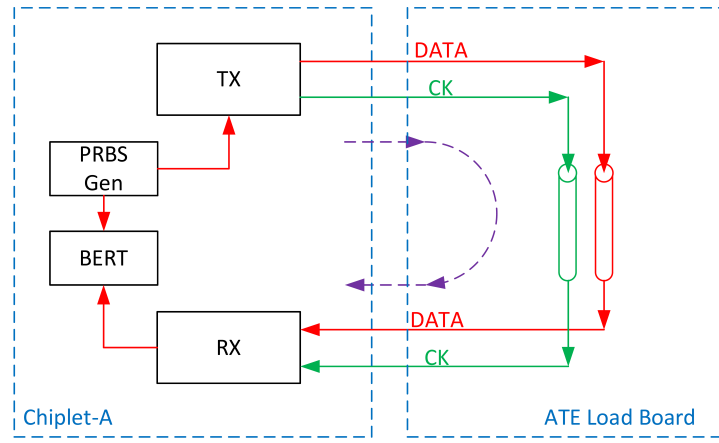 DATA
TX
CK
PRBS
Gen
BERT
DATA
RX
CK
Chiplet-A
ATE Load Board